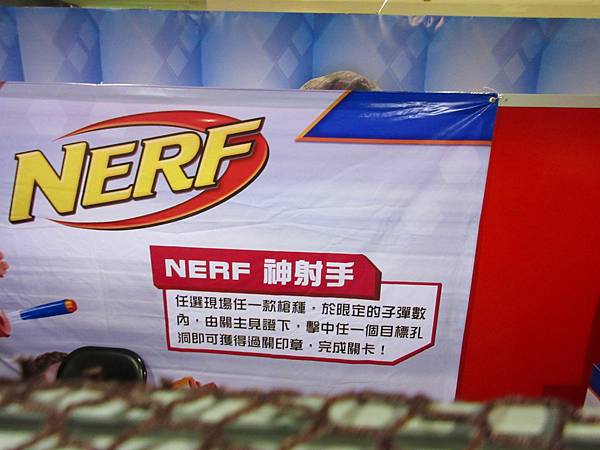 NERF
NERF 神射手
任選現場任一款槍種，於限定的子彈數
內，由關主見證下，擊中任一個目標孔
洞即可獲得過關印章，完成關卡！